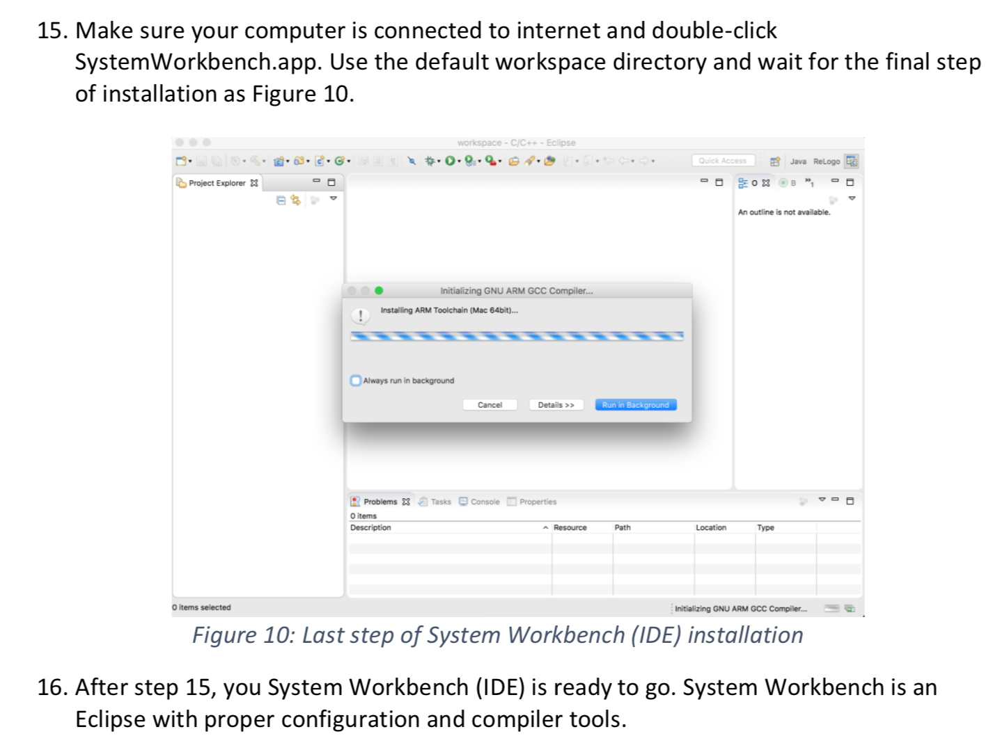 15. Make sure your computer is connected to internet and double-click
SystemWorkbench.app. Use the default workspace directory and wait for the final step
of installation as Figure 10.
workspace - C/C++ - Eclipse
Quick Access
Java
ReLogo
Project Explorer
O
B
»1
An outline is not available.
Initializing GNU ARM GCC Compiler...
Installing ARM Toolchain (Mac 64bit)...
Always run in background
Cancel
Details >>
Run in Background
Problems
Tasks
Console
Properties
0 items
Description
Resource
Path
Location
Type
0 items selected
Initializing GNU ARM GCC Compiler...
Figure 10: Last step of System Workbench (IDE) installation
16. After step 15, you System Workbench (IDE) is ready to go. System Workbench is an
Eclipse with proper configuration and compiler tools.